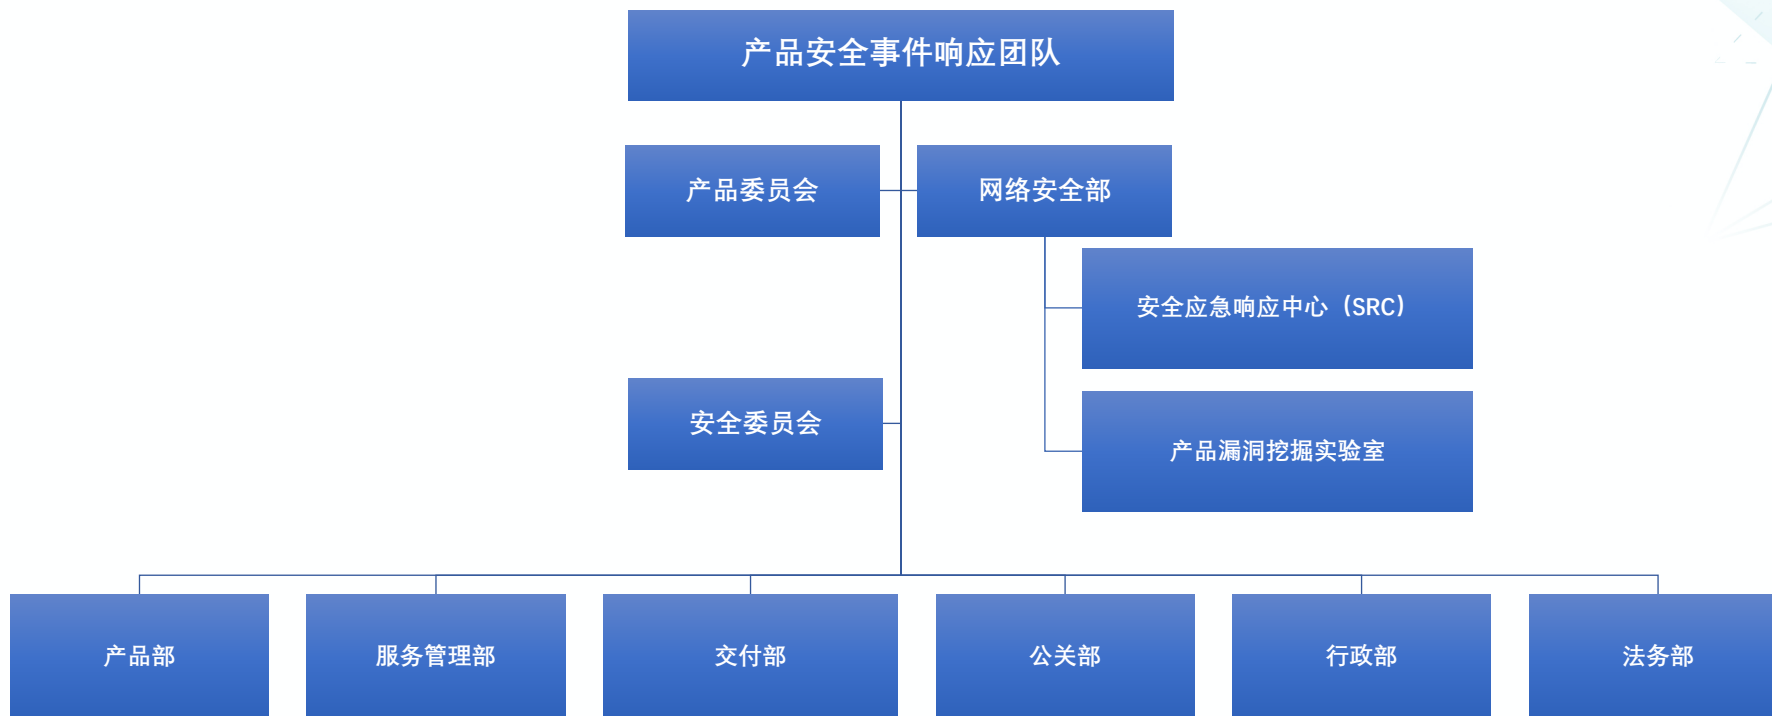 产品安全事件响应团队
产品委员会
网络安全部
安全应急响应中心（SRC）
安全委员会
产品漏洞挖掘实验室
产品部
服务管理部
交付部
公关部
行政部
法务部